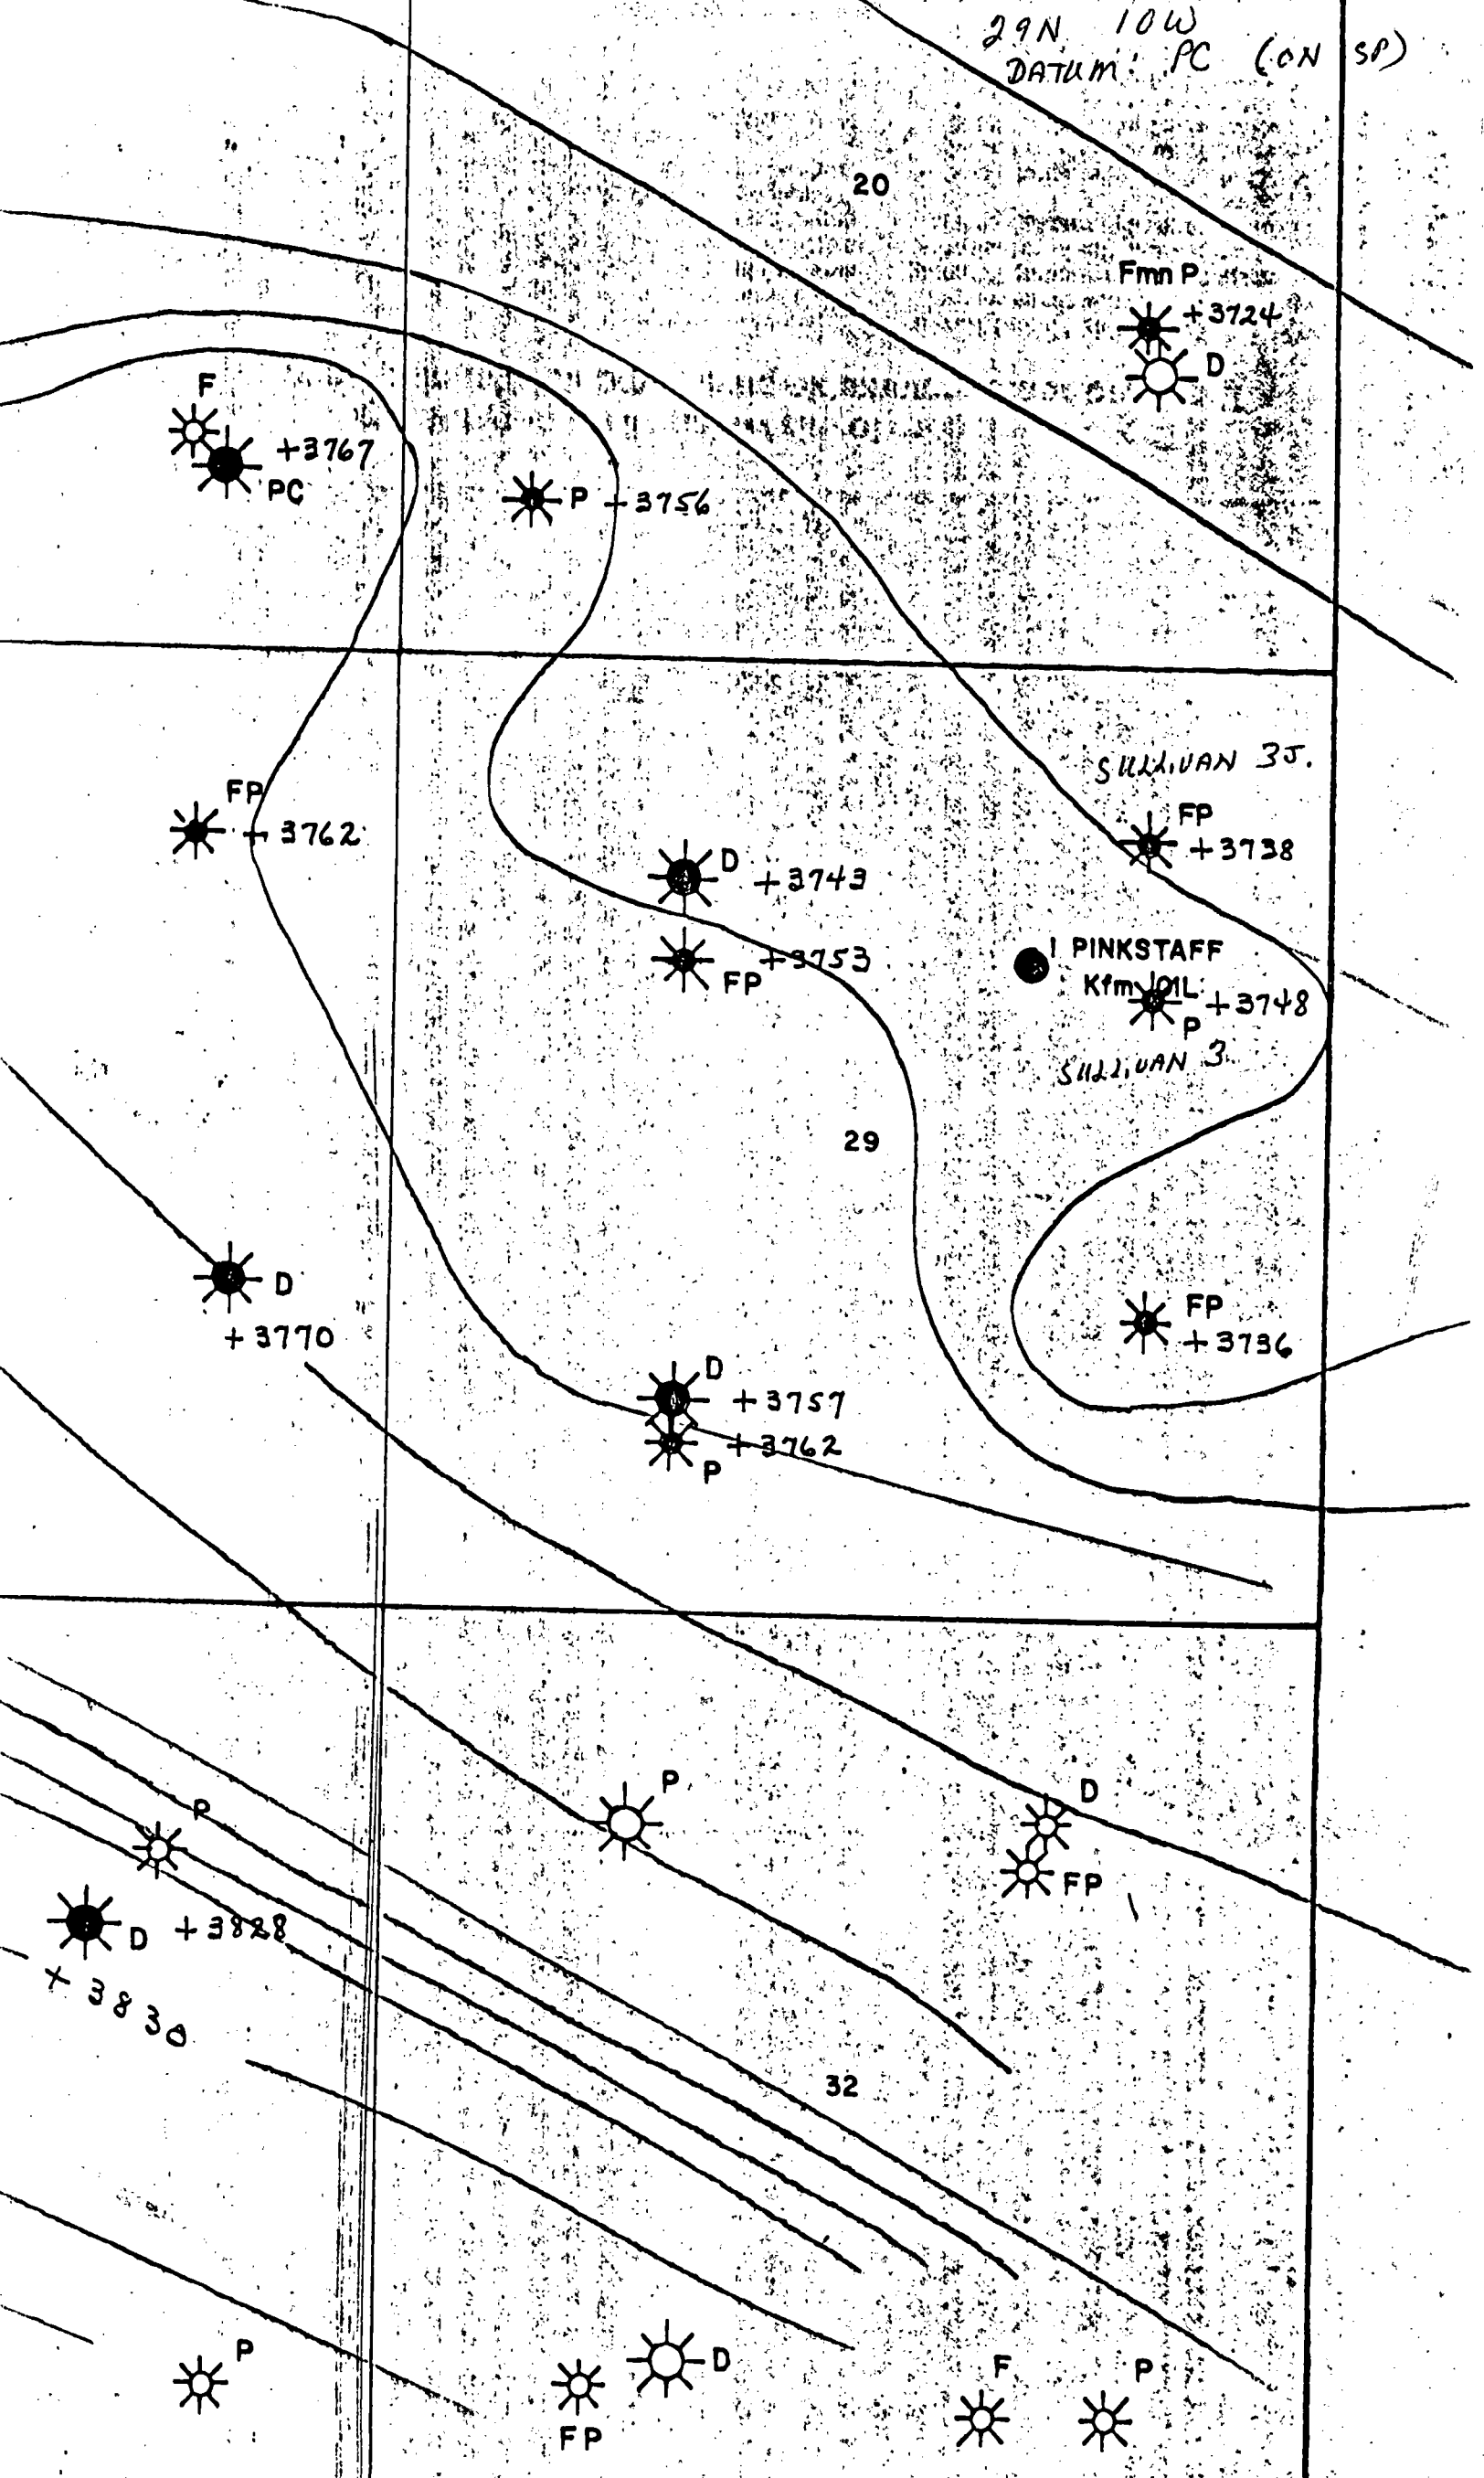 29N 10W
DATUM: PC (ON SP)
20
Fmn P
+3724
D
F
+3767
PC
P +3756
SULLIVAN 3J.
FP
+3762
FP
+3738
D +3743
+3753
FP
1 PINKSTAFF
Kfm OIL
+3748
P
SULLIVAN 3
29
D
+3770
FP
+3736
D
+3757
+3762
P
P
D
P
FP
D +3828
+3830
32
P
D
FP
F
P